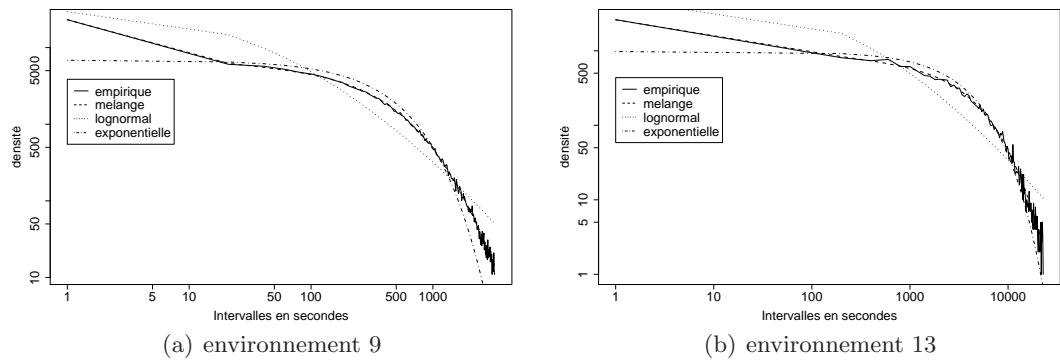 densité
5000
500
50
10
empirique
melange
lognormal
exponentielle
1 5 10 50 100 500 1000
Intervalles en secondes
(a) environnement 9
densité
500
50
10
5
1
empirique
melange
lognormal
exponentielle
1 10 100 1000 10000
Intervalles en secondes
(b) environnement 13